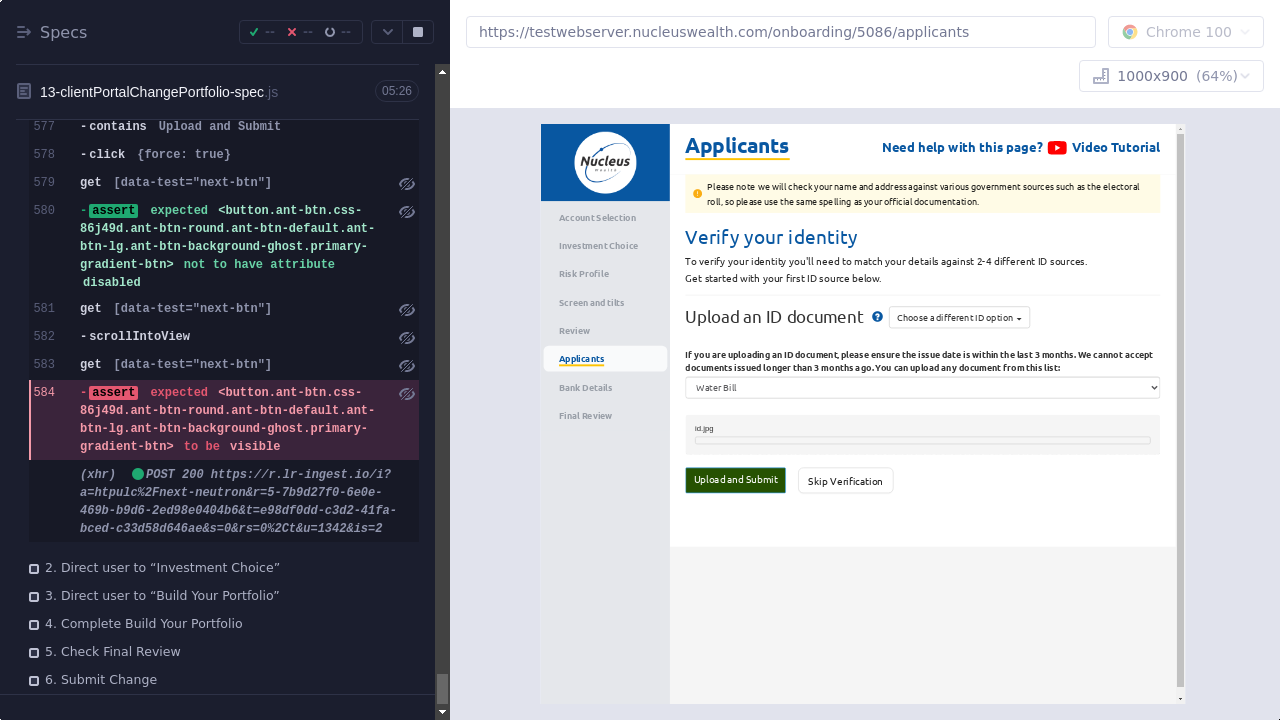 Specs
--
--
--
https://testwebserver.nucleuswealth.com/onboarding/5086/applicants
Chrome 100
1000x900 (64%)
13-clientPortalChangePortfolio-spec.js
05:26
577 -contains Upload and Submit
578 -click {force: true}
579 get [data-test="next-btn"]
580 -assert expected <button.ant-btn.css-
86j49d.ant-btn-round.ant-btn-default.ant-
btn-lg.ant-btn-background-ghost.primary-
gradient-btn> not to have attribute
disabled
581 get [data-test="next-btn"]
582 -scrollIntoView
583 get [data-test="next-btn"]
584 -assert expected <button.ant-btn.css-
86j49d.ant-btn-round.ant-btn-default.ant-
btn-lg.ant-btn-background-ghost.primary-
gradient-btn> to be visible
(xhr) POST 200 https://r.lr-ingest.io/i?
a=htpulc%2Fnext-neutron&r=5-7b9d27f0-6e0e-
469b-b9d6-2ed98e0404b6&t=e98df0dd-c3d2-41fa-
bced-c33d58d646ae&s=0&rs=0%2Ct&u=1342&is=2
2. Direct user to “Investment Choice”
3. Direct user to “Build Your Portfolio”
4. Complete Build Your Portfolio
5. Check Final Review
6. Submit Change
Nucleus
Wealth
Account Selection
Investment Choice
Risk Profile
Screen and tilts
Review
Applicants
Bank Details
Final Review
Applicants
Need help with this page? Video Tutorial
Please note we will check your name and address against various government sources such as the electoral
roll, so please use the same spelling as your official documentation.
Verify your identity
To verify your identity you'll need to match your details against 2-4 different ID sources.
Get started with your first ID source below.
Upload an ID document ? Choose a different ID option
If you are uploading an ID document, please ensure the issue date is within the last 3 months. We cannot accept
documents issued longer than 3 months ago. You can upload any document from this list:
Water Bill
id.jpg
Upload and Submit
Skip Verification